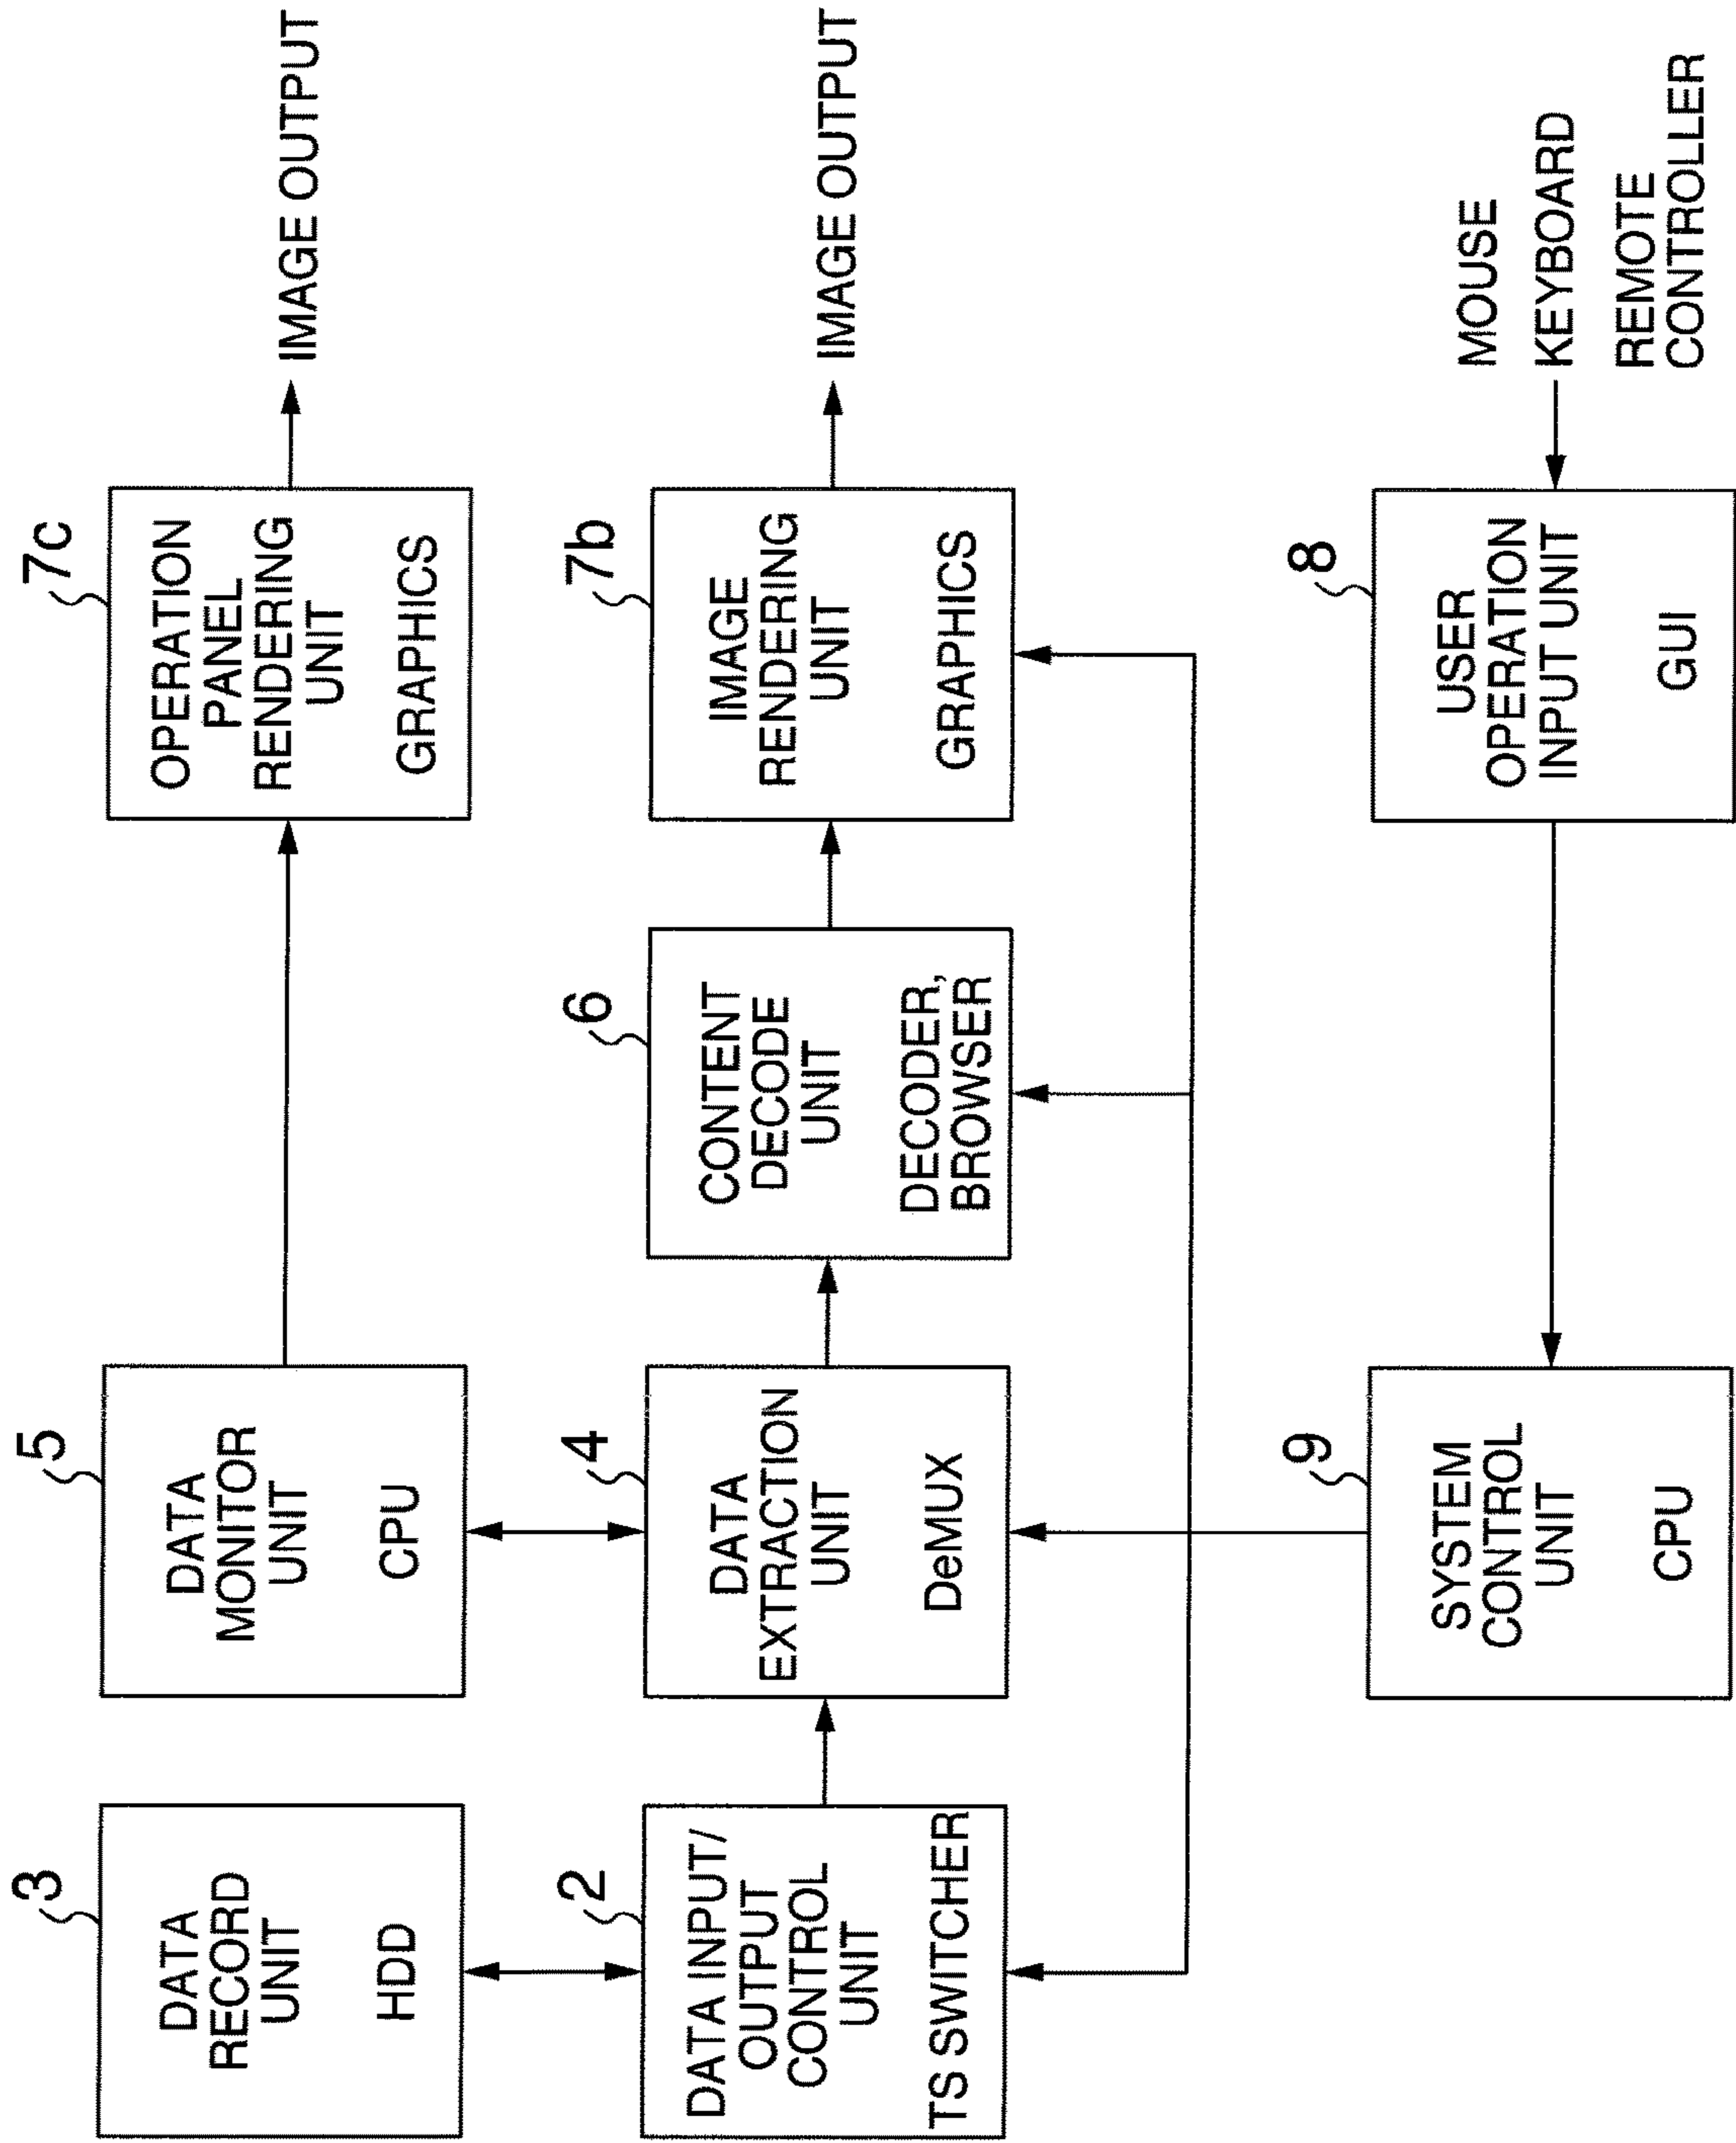 3
DATA
RECORD
UNIT
HDD
5
DATA
MONITOR
UNIT
CPU
7c
OPERATION
PANEL
RENDERING
UNIT
GRAPHICS
IMAGE OUTPUT
2
DATA INPUT/
OUTPUT
CONTROL
UNIT
TS SWITCHER
4
DATA
EXTRACTION
UNIT
DeMUX
6
CONTENT
DECODE
UNIT
DECODER,
BROWSER
7b
IMAGE
RENDERING
UNIT
GRAPHICS
IMAGE OUTPUT
9
SYSTEM
CONTROL
UNIT
CPU
8
USER
OPERATION
INPUT UNIT
GUI
MOUSE
KEYBOARD
REMOTE
CONTROLLER